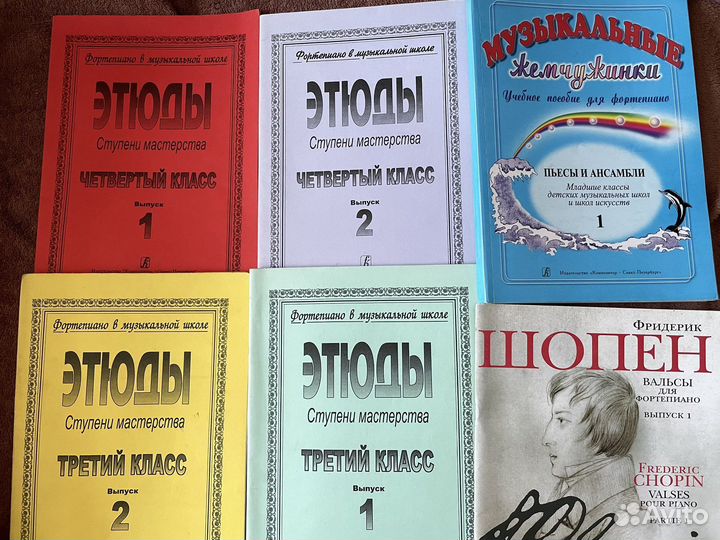 Фортепиано в музыкальной школе
ЭТЮДЫ
Ступени мастерства
ЧЕТВЕРТЫЙ КЛАСС
Выпуск
1
Фортепиано в музыкальной школе
ЭТЮДЫ
Ступени мастерства
ЧЕТВЕРТЫЙ КЛАСС
Выпуск
2
МУЗЫКАЛЬНЫЕ
жемчужинки
Учебное пособие для фортепиано
ПЬЕСЫ И АНСАМБЛИ
Младшие классы
детских музыкальных школ
и школ искусств
1
Издательство «Композитор · Санкт-Петербург»
Фортепиано в музыкальной школе
ЭТЮДЫ
Ступени мастерства
ТРЕТИЙ КЛАСС
Выпуск
2
Фортепиано в музыкальной школе
ЭТЮДЫ
Ступени мастерства
ТРЕТИЙ КЛАСС
Выпуск
1
ФРИДЕРИК
ШОПЕН
ВАЛЬСЫ
ДЛЯ
ФОРТЕПИАНО
ВЫПУСК 1
FREDERIC
CHOPIN
VALSES
POUR PIANO
PARTIE 1
Avito